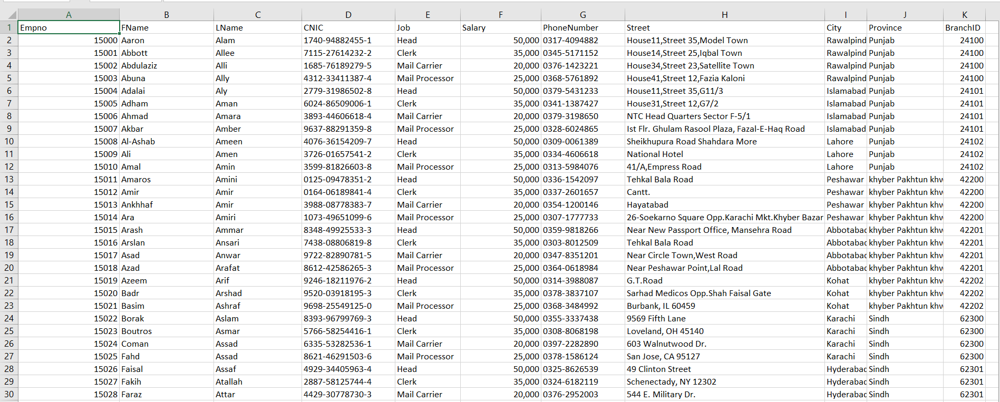 A B C D E F G H I J K
1 Empno FName LName CNIC Job Salary PhoneNumber Street City Province BranchID
2 15000 Aaron Alam 1740-94882455-1 Head 50,000 0317-4094882 House11,Street 35,Model Town Rawalpind Punjab 24100
3 15001 Abbott Allee 7115-27614232-2 Clerk 35,000 0345-5171152 House14,Street 25,Iqbal Town Rawalpind Punjab 24100
4 15002 Abdulaziz Alli 1685-76189279-5 Mail Carrier 20,000 0376-1423221 House34,Street 23,Satellite Town Rawalpind Punjab 24100
5 15003 Abuna Ally 4312-33411387-4 Mail Processor 25,000 0368-5761892 House41,Street 12,Fazia Kaloni Rawalpind Punjab 24100
6 15004 Adalai Aly 2779-31986502-8 Head 50,000 0379-5431233 House11,Street 35,G11/3 Islamabad Punjab 24101
7 15005 Adham Aman 6024-86509006-1 Clerk 35,000 0341-1387427 House31,Street 12,G7/2 Islamabad Punjab 24101
8 15006 Ahmad Amara 3893-44606618-4 Mail Carrier 20,000 0379-3198650 NTC Head Quarters Sector F-5/1 Islamabad Punjab 24101
9 15007 Akbar Amber 9637-88291359-8 Mail Processor 25,000 0328-6024865 Ist Flr. Ghulam Rasool Plaza, Fazal-E-Haq Road Islamabad Punjab 24101
10 15008 Al-Ashab Ameen 4076-36154209-7 Head 50,000 0309-0061389 Sheikhupura Road Shahdara More Lahore Punjab 24102
11 15009 Ali Amen 3726-01657541-2 Clerk 35,000 0334-4606618 National Hotel Lahore Punjab 24102
12 15010 Amal Amin 3599-81826603-8 Mail Processor 25,000 0313-5984076 41/A,Empress Road Lahore Punjab 24102
13 15011 Amaros Amini 0125-09478351-2 Head 50,000 0336-1542097 Tehkal Bala Road Peshawar khyber Pakhtun khw 42200
14 15012 Amir Amir 0164-06189841-4 Clerk 35,000 0337-2601657 Cantt. Peshawar khyber Pakhtun khw 42200
15 15013 Ankhhaf Amir 3988-08778383-7 Mail Carrier 20,000 0354-1200146 Hayatabad Peshawar khyber Pakhtun khw 42200
16 15014 Ara Amiri 1073-49651099-6 Mail Processor 25,000 0307-1777733 26-Soekarno Square Opp.Karachi Mkt.Khyber Bazar Peshawar khyber Pakhtun khw 42200
17 15015 Arash Ammar 8348-49925533-3 Head 50,000 0359-9818266 Near New Passport Office, Mansehra Road Abbotabad khyber Pakhtun khw 42201
18 15016 Arslan Ansari 7438-08806819-8 Clerk 35,000 0303-8012509 Tehkal Bala Road Abbotabad khyber Pakhtun khw 42201
19 15017 Asad Anwar 9722-82890781-5 Mail Carrier 20,000 0347-8351201 Near Circle Town,West Road Abbotabad khyber Pakhtun khw 42201
20 15018 Azad Arafat 8612-42586265-3 Mail Processor 25,000 0364-0618984 Near Peshawar Point,Lal Road Abbotabad khyber Pakhtun khw 42201
21 15019 Azeem Arif 9246-18211976-2 Head 50,000 0314-3988087 G.T.Road Kohat khyber Pakhtun khw 42202
22 15020 Badr Arshad 9520-03918195-3 Clerk 35,000 0378-3837107 Sarhad Medicos Opp.Shah Faisal Gate Kohat khyber Pakhtun khw 42202
23 15021 Basim Ashraf 9698-25549125-0 Mail Processor 25,000 0368-3484992 Burbank, IL 60459 Kohat khyber Pakhtun khw 42202
24 15022 Borak Aslam 8393-96799769-3 Head 50,000 0355-3337438 9569 Fifth Lane Karachi Sindh 62300
25 15023 Boutros Asmar 5766-58254416-1 Clerk 35,000 0308-8068198 Loveland, OH 45140 Karachi Sindh 62300
26 15024 Coman Assad 6335-53282536-1 Mail Carrier 20,000 0397-2282890 603 Walnutwood Dr. Karachi Sindh 62300
27 15025 Fahd Assad 8621-46291503-6 Mail Processor 25,000 0378-1586124 San Jose, CA 95127 Karachi Sindh 62300
28 15026 Faisal Assaf 4929-34405963-4 Head 50,000 0325-8626539 49 Clinton Street Hyderabad Sindh 62301
29 15027 Fakih Atallah 2887-58125744-4 Clerk 35,000 0324-6182119 Schenectady, NY 12302 Hyderabad Sindh 62301
30 15028 Faraz Attar 4429-30778730-3 Mail Carrier 20,000 0376-2952003 544 E. Military Dr. Hyderabad Sindh 62301